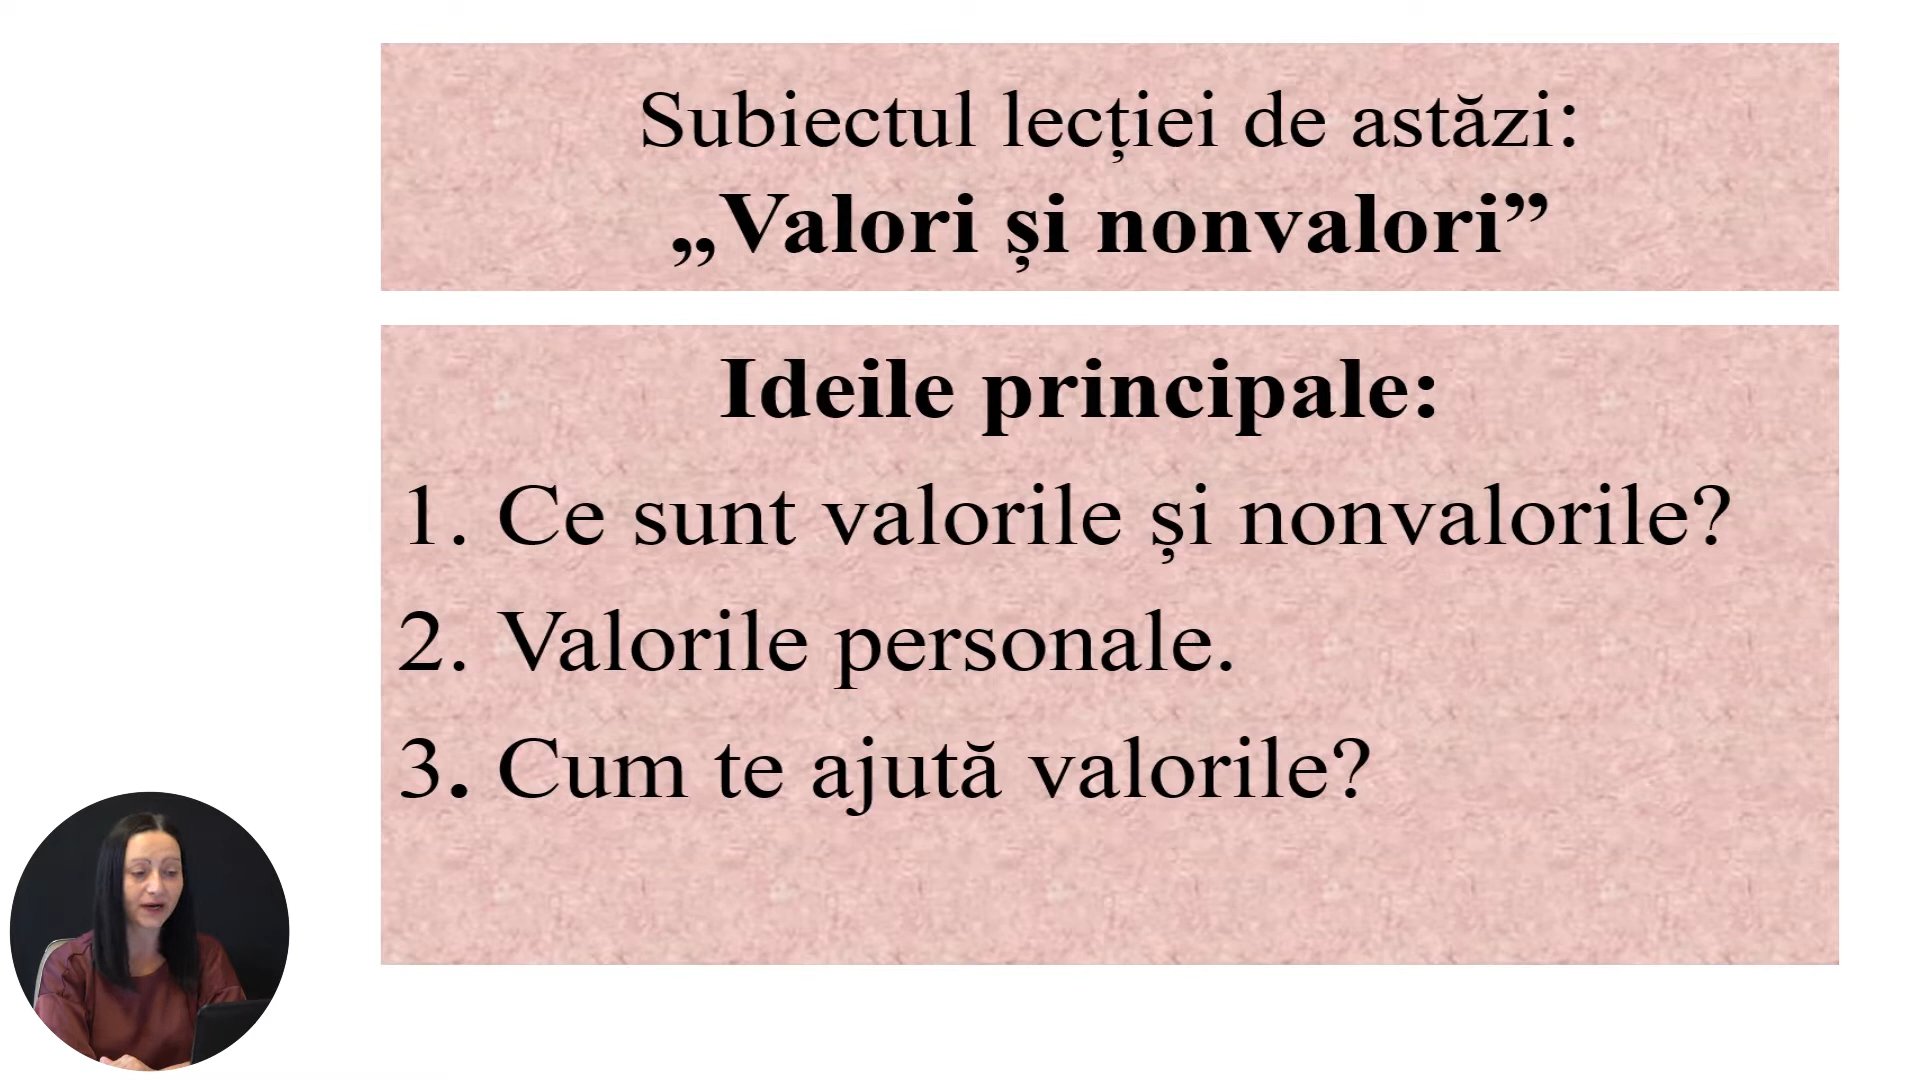 Subiectul lecției de astăzi:
„Valori și nonvalori”
Ideile principale:
1. Ce sunt valorile și nonvalorile?
2. Valorile personale.
3. Cum te ajută valorile?